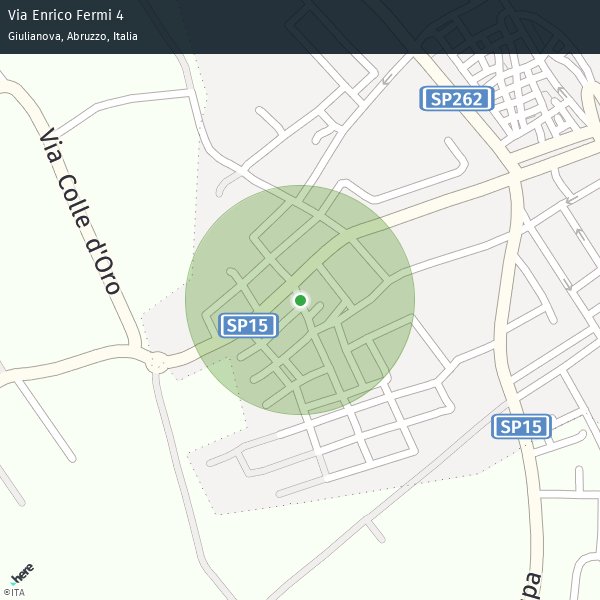 Via Enrico Fermi 4
Giulianova, Abruzzo, Italia
SP262
Via Colle d'Oro
SP15
SP15
here
©ITA